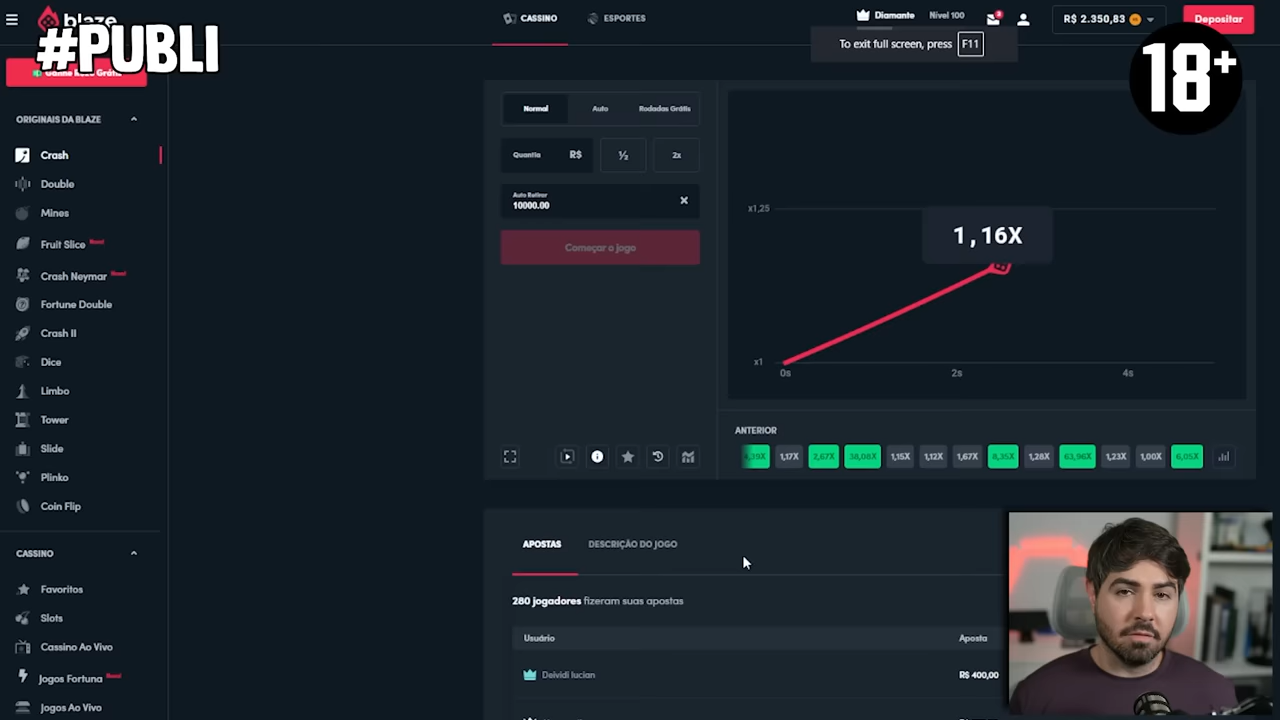 blaze
#PUBLI
CASSINO
ESPORTES
Diamante
Nível 100
R$ 2.350,83
Depositar
To exit full screen, press F11
18+
ORIGINAIS DA BLAZE
Crash
Double
Mines
Fruit Slice
Crash Neymar
Fortune Double
Crash II
Dice
Limbo
Tower
Slide
Plinko
Coin Flip
CASSINO
Favoritos
Slots
Cassino Ao Vivo
Jogos Fortuna
Jogos Ao Vivo
Normal
Auto
Rodadas Grátis
Quantia
R$
½
2x
Auto Retirar
10000.00
Começar o jogo
x1,25
1,16X
x1
0s
2s
4s
ANTERIOR
1,17X
2,67X
38,08X
1,15X
1,12X
1,67X
8,35X
1,28X
63,96X
1,23X
1,00X
6,05X
APOSTAS
DESCRIÇÃO DO JOGO
280 jogadores fizeram suas apostas
Usuário
Aposta
Deividi lucian
R$ 400,00